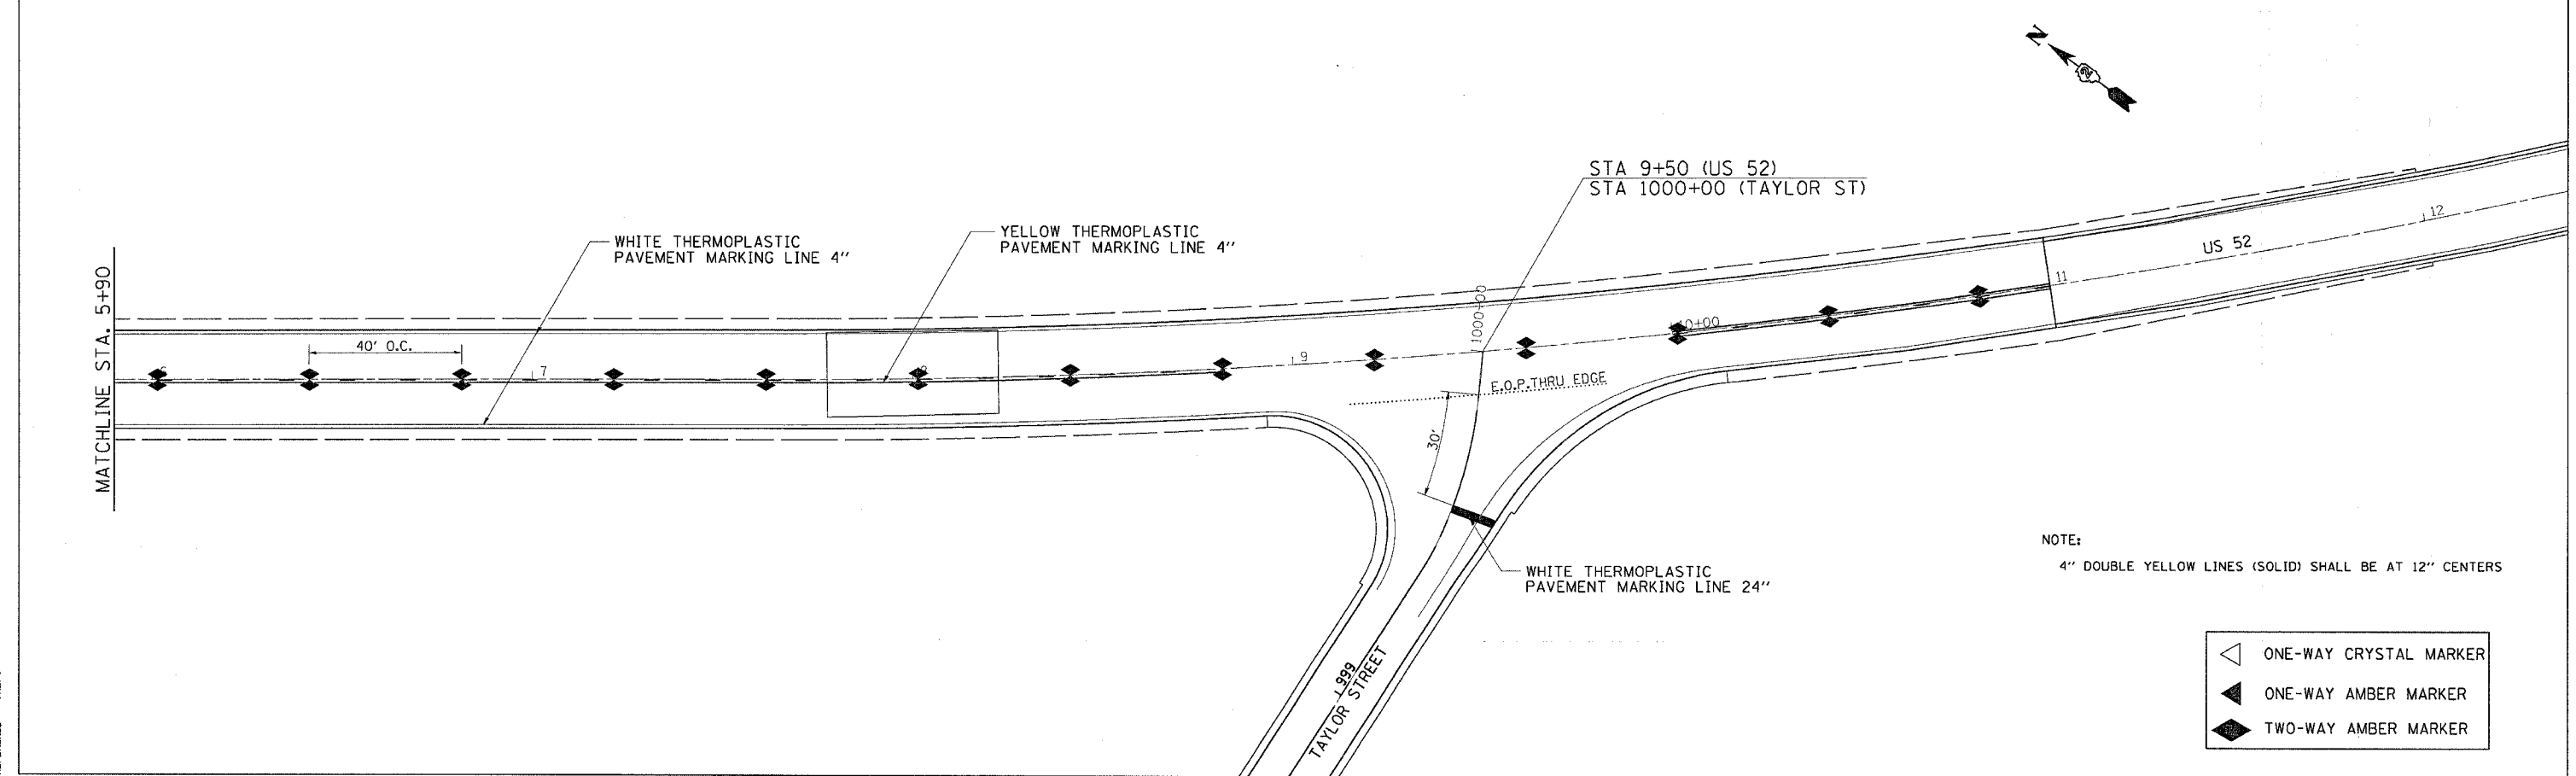 N
2
STA 9+50 (US 52)
STA 1000+00 (TAYLOR ST)
WHITE THERMOPLASTIC
PAVEMENT MARKING LINE 4"
YELLOW THERMOPLASTIC
PAVEMENT MARKING LINE 4"
MATCHLINE STA. 5+90
40' O.C.
6
7
8
9
1000+00
10+00
11
12
US 52
E.O.P. THRU EDGE
30'
WHITE THERMOPLASTIC
PAVEMENT MARKING LINE 24"
999
TAYLOR STREET
NOTE:
4" DOUBLE YELLOW LINES (SOLID) SHALL BE AT 12" CENTERS
ONE-WAY CRYSTAL MARKER
ONE-WAY AMBER MARKER
TWO-WAY AMBER MARKER